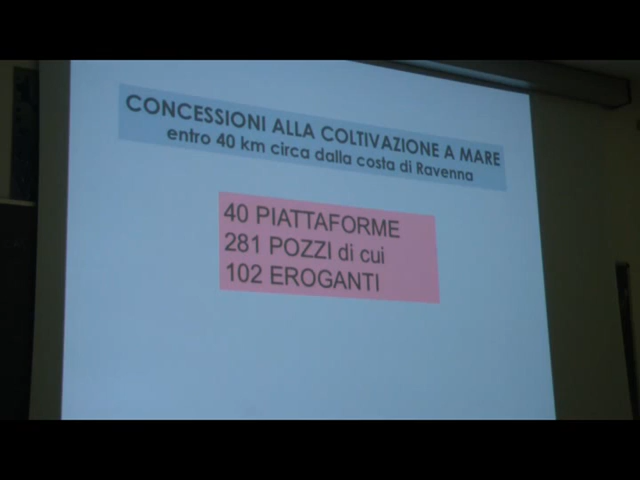 CONCESSIONI ALLA COLTIVAZIONE A MARE
entro 40 km circa dalla costa di Ravenna
40 PIATTAFORME
281 POZZI di cui
102 EROGANTI